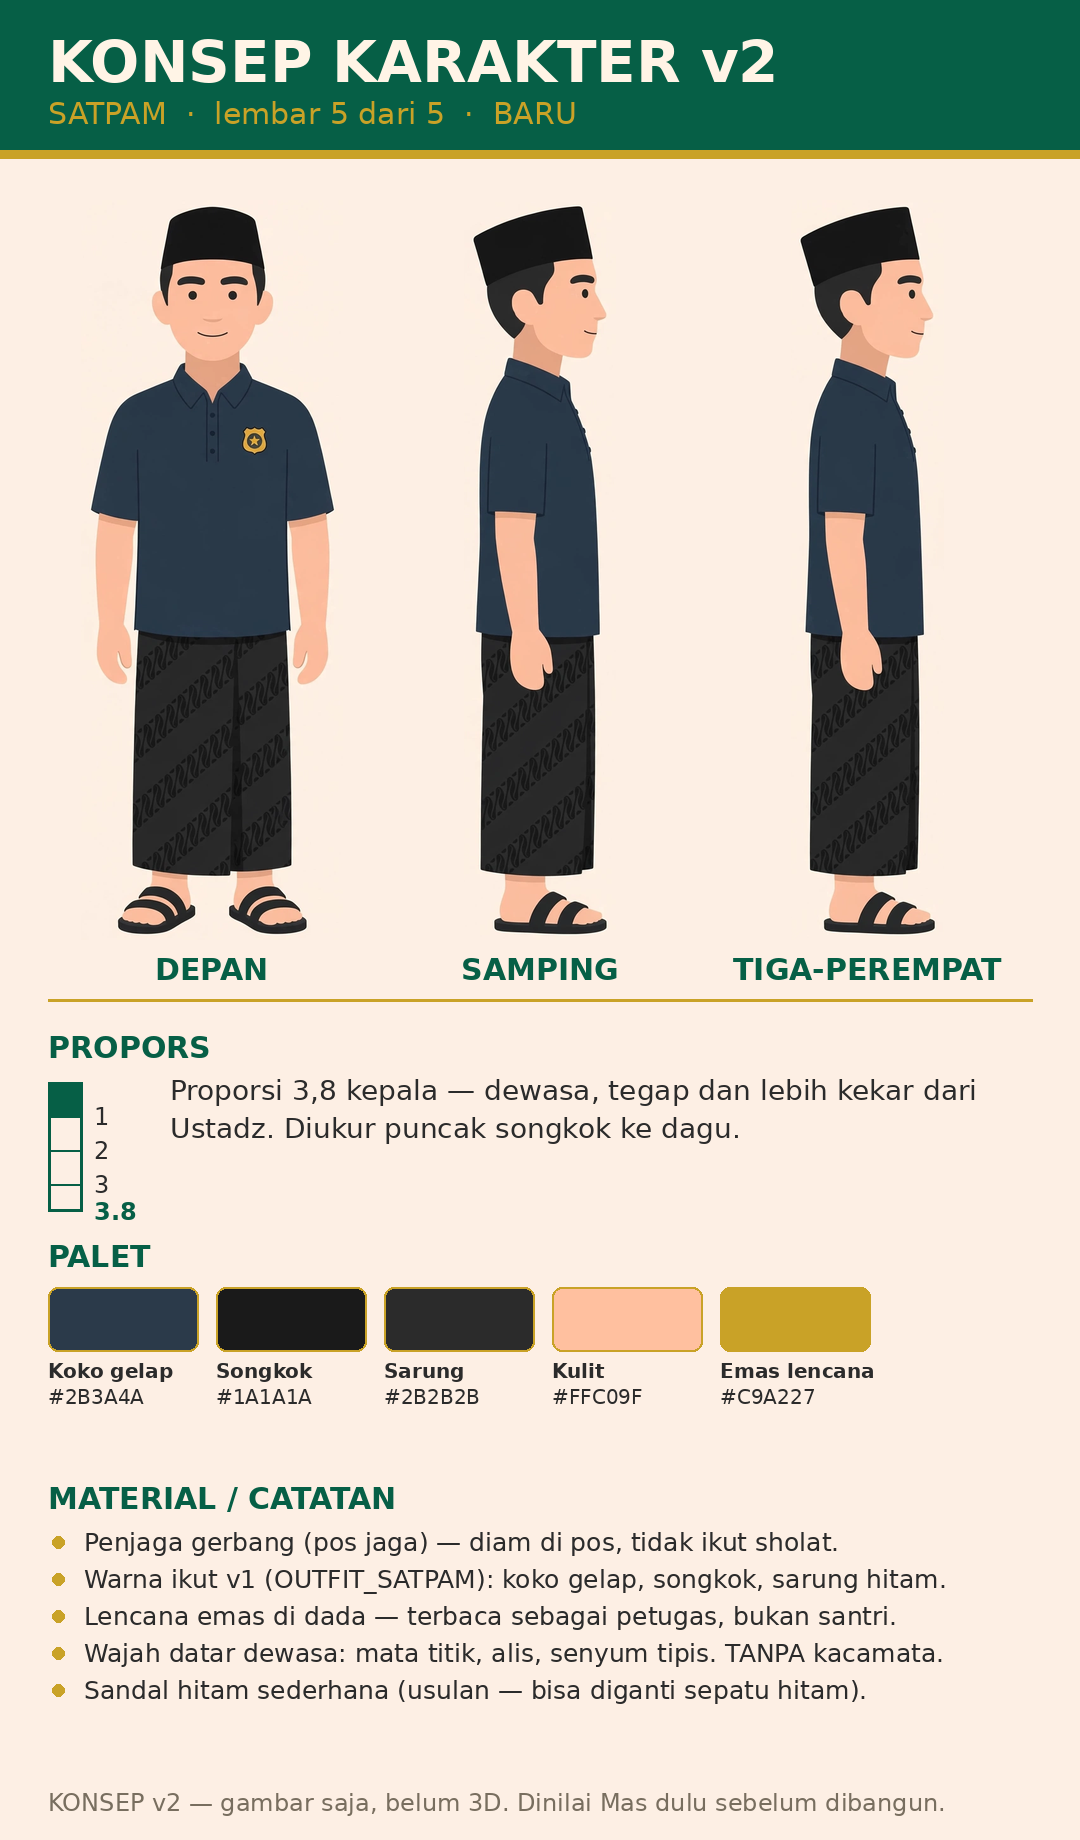 KONSEP KARAKTER v2
SATPAM · lembar 5 dari 5 · BARU
DEPAN
SAMPING
TIGA-PEREMPAT
PROPORS
Proporsi 3,8 kepala — dewasa, tegap dan lebih kekar dari
Ustadz. Diukur puncak songkok ke dagu.
1
2
3
3.8
PALET
Koko gelap
#2B3A4A
Songkok
#1A1A1A
Sarung
#2B2B2B
Kulit
#FFC09F
Emas lencana
#C9A227
MATERIAL / CATATAN
Penjaga gerbang (pos jaga) — diam di pos, tidak ikut sholat.
Warna ikut v1 (OUTFIT_SATPAM): koko gelap, songkok, sarung hitam.
Lencana emas di dada — terbaca sebagai petugas, bukan santri.
Wajah datar dewasa: mata titik, alis, senyum tipis. TANPA kacamata.
Sandal hitam sederhana (usulan — bisa diganti sepatu hitam).
KONSEP v2 — gambar saja, belum 3D. Dinilai Mas dulu sebelum dibangun.